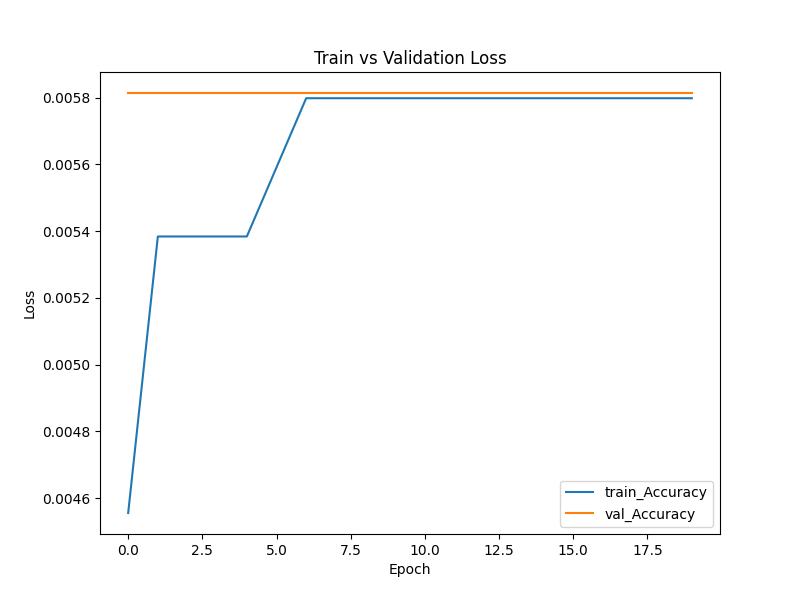 Train vs Validation Loss
Loss
0.0058
0.0056
0.0054
0.0052
0.0050
0.0048
0.0046
train_Accuracy
val_Accuracy
0.0 2.5 5.0 7.5 10.0 12.5 15.0 17.5
Epoch